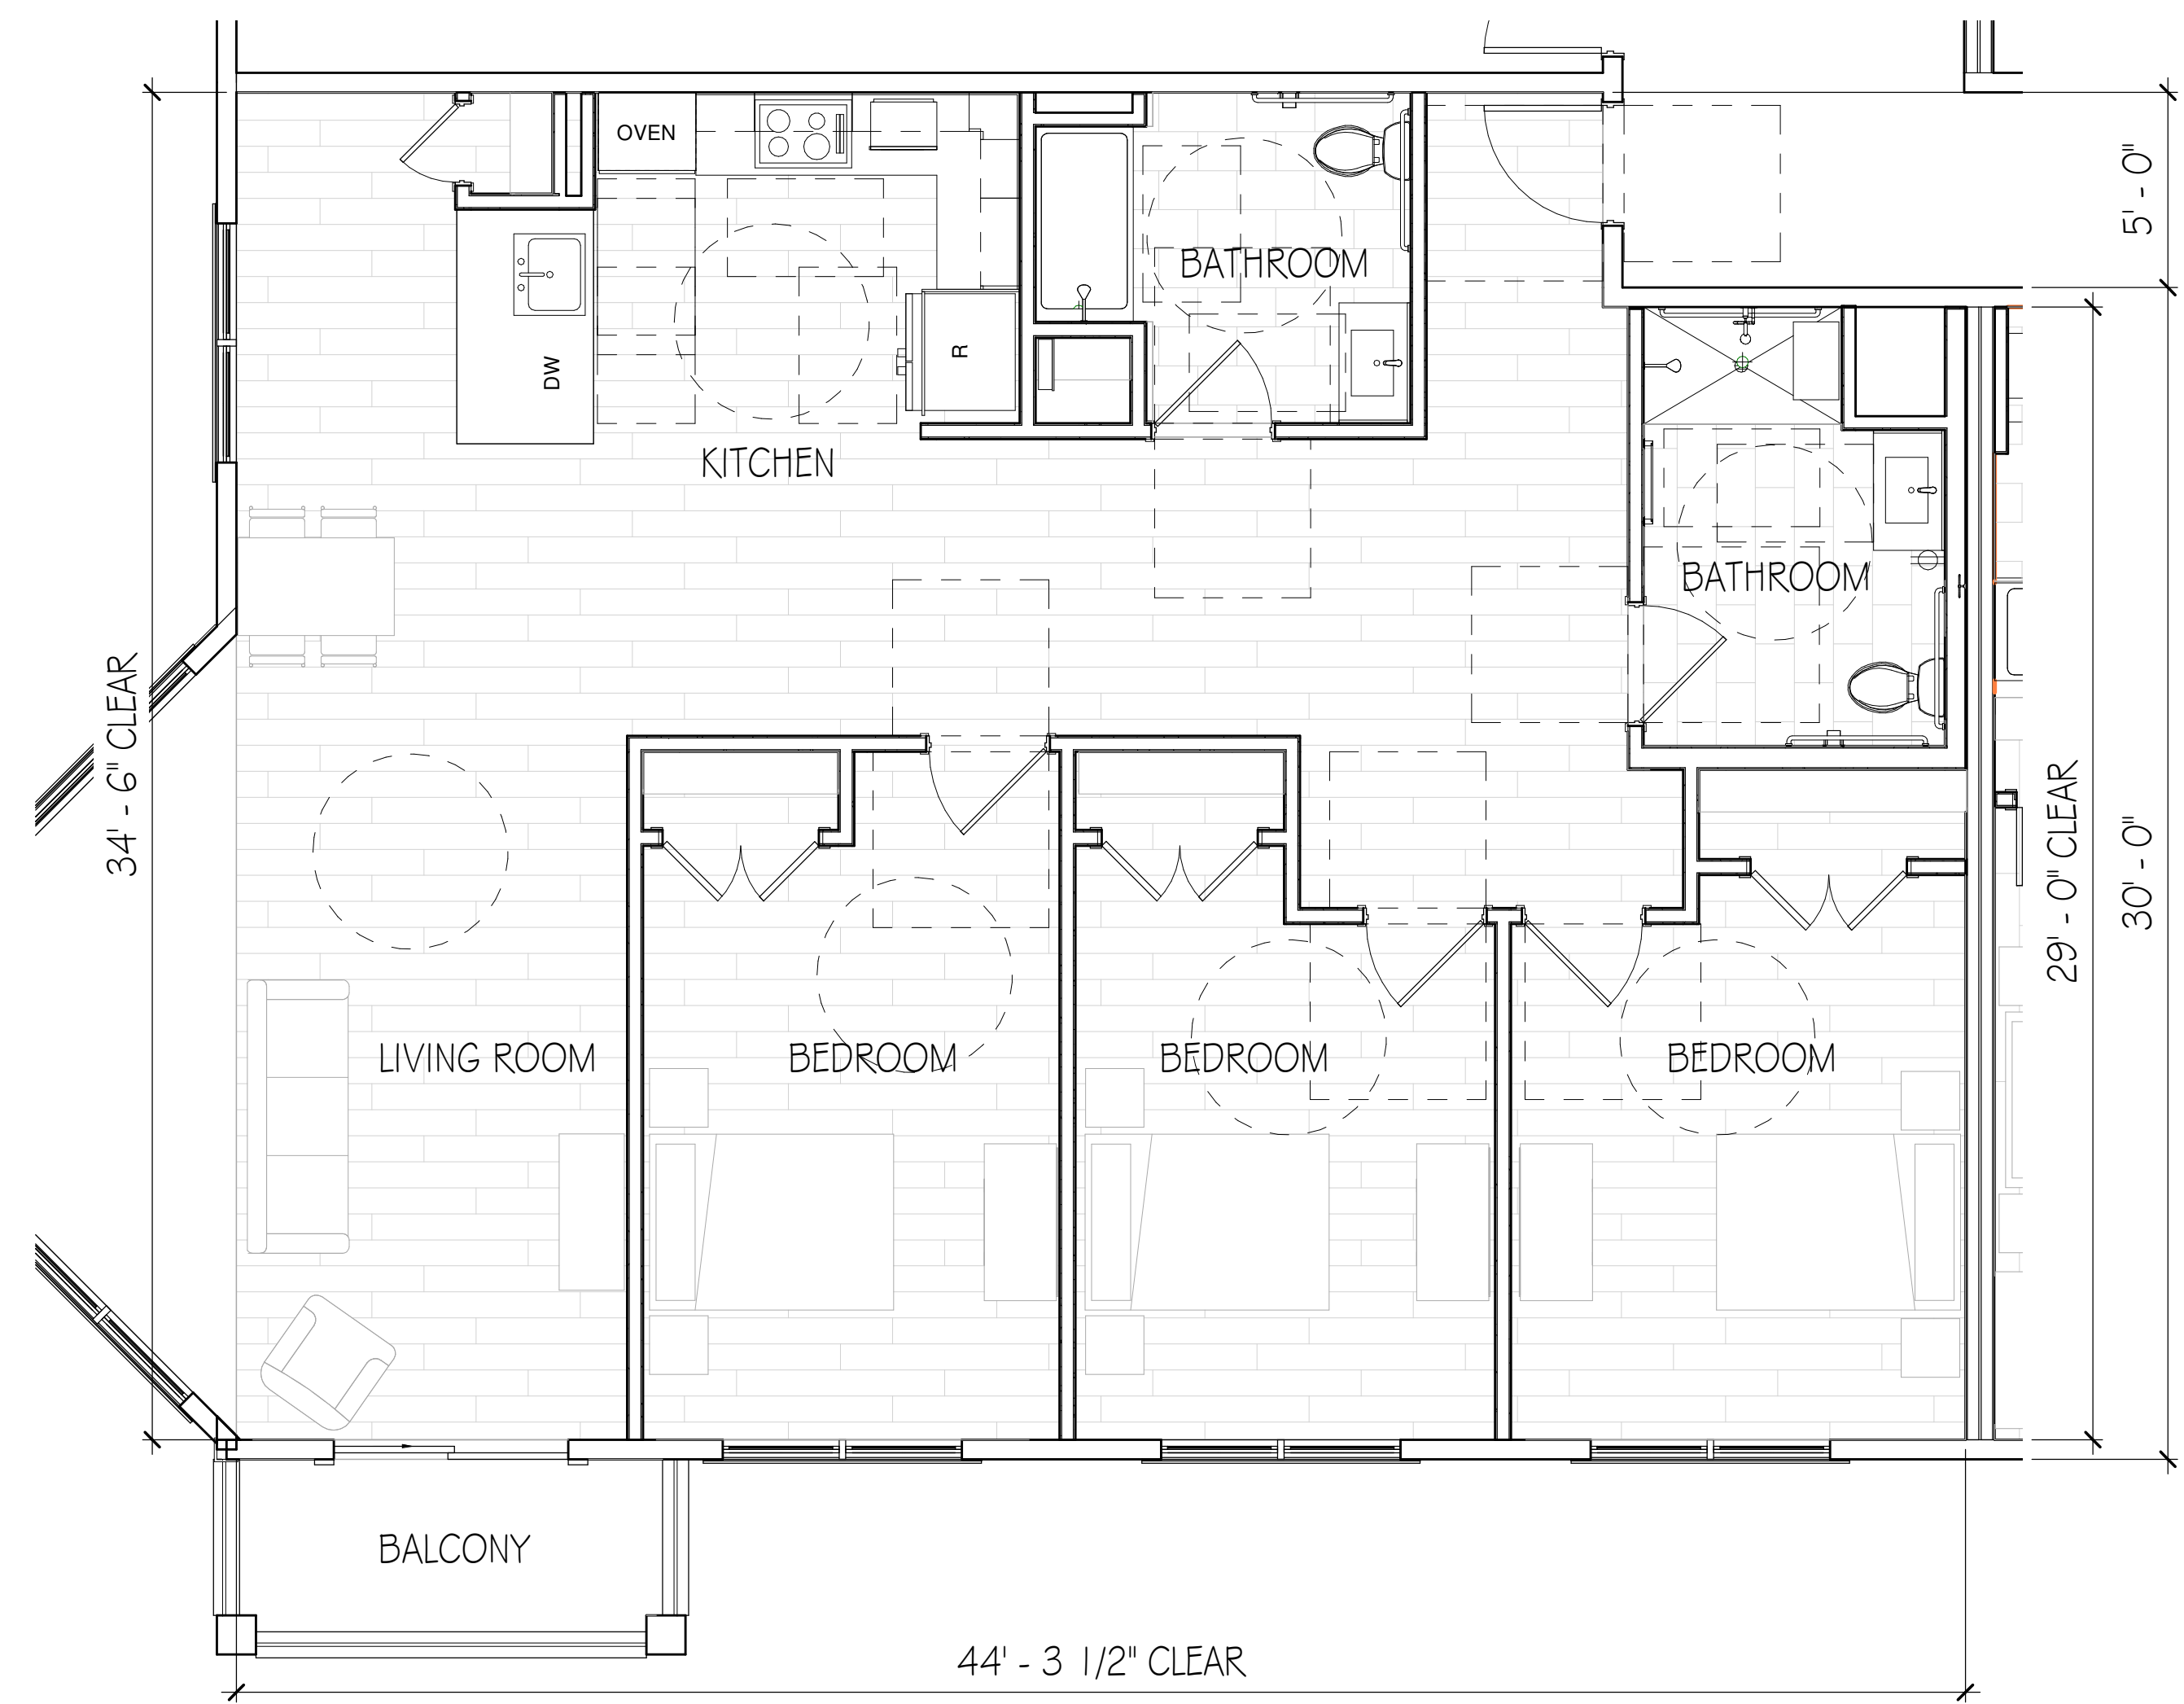 OVEN
5' - 0"
BATHROOM
R
DW
KITCHEN
BATHROOM
34' - 6" CLEAR
29' - 0" CLEAR
30' - 0"
LIVING ROOM
BEDROOM
BEDROOM
BEDROOM
BALCONY
44' - 3 1/2" CLEAR